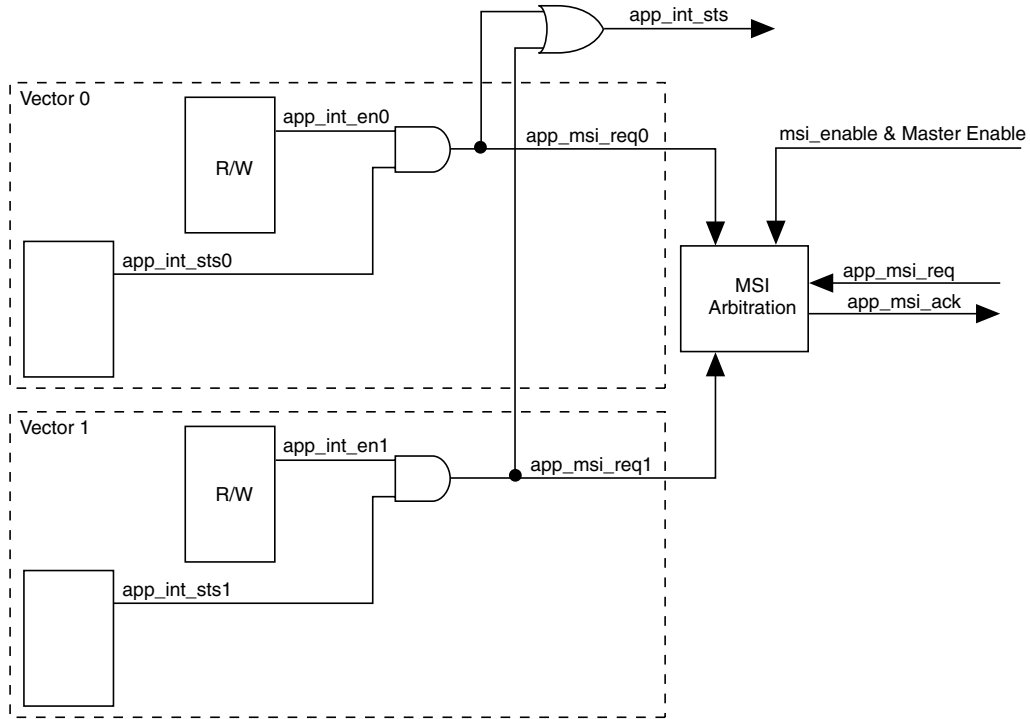 app_int_sts
Vector 0
app_int_en0
R/W
app_msi_req0
msi_enable & Master Enable
app_int_sts0
MSI
Arbitration
app_msi_req
app_msi_ack
Vector 1
app_int_en1
R/W
app_msi_req1
app_int_sts1